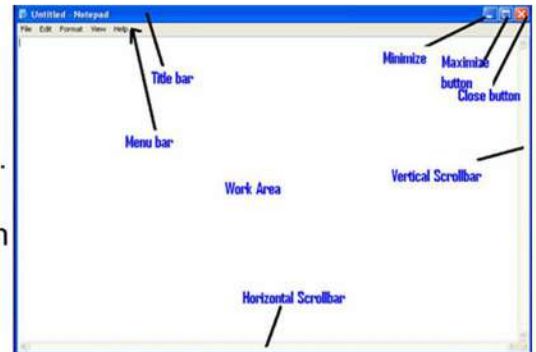 Untitled - Notepad
File Edit Format View Help
Minimize
Maximize
button
Title bar
Close button
Menu bar
.
Vertical Scrollbar
Work Area
n
Horizontal Scrollbar